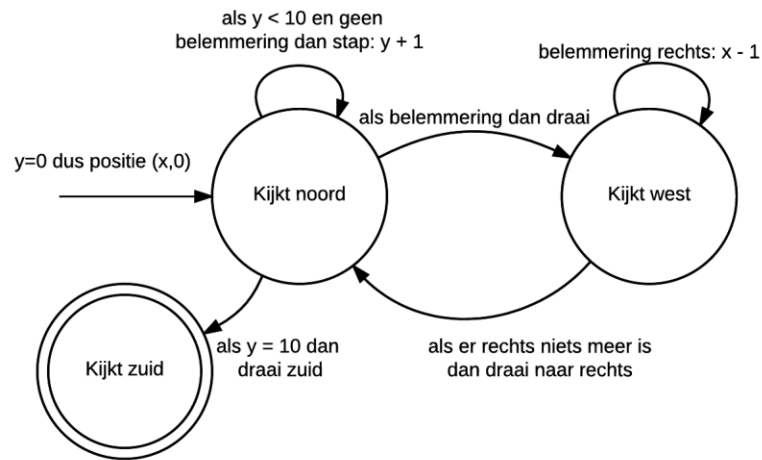 als y < 10 en geen
belemmering dan stap: y + 1
belemmering rechts: x - 1
als belemmering dan draai
y=0 dus positie (x,0)
Kijkt noord
Kijkt west
als y = 10 dan
draai zuid
als er rechts niets meer is
dan draai naar rechts
Kijkt zuid